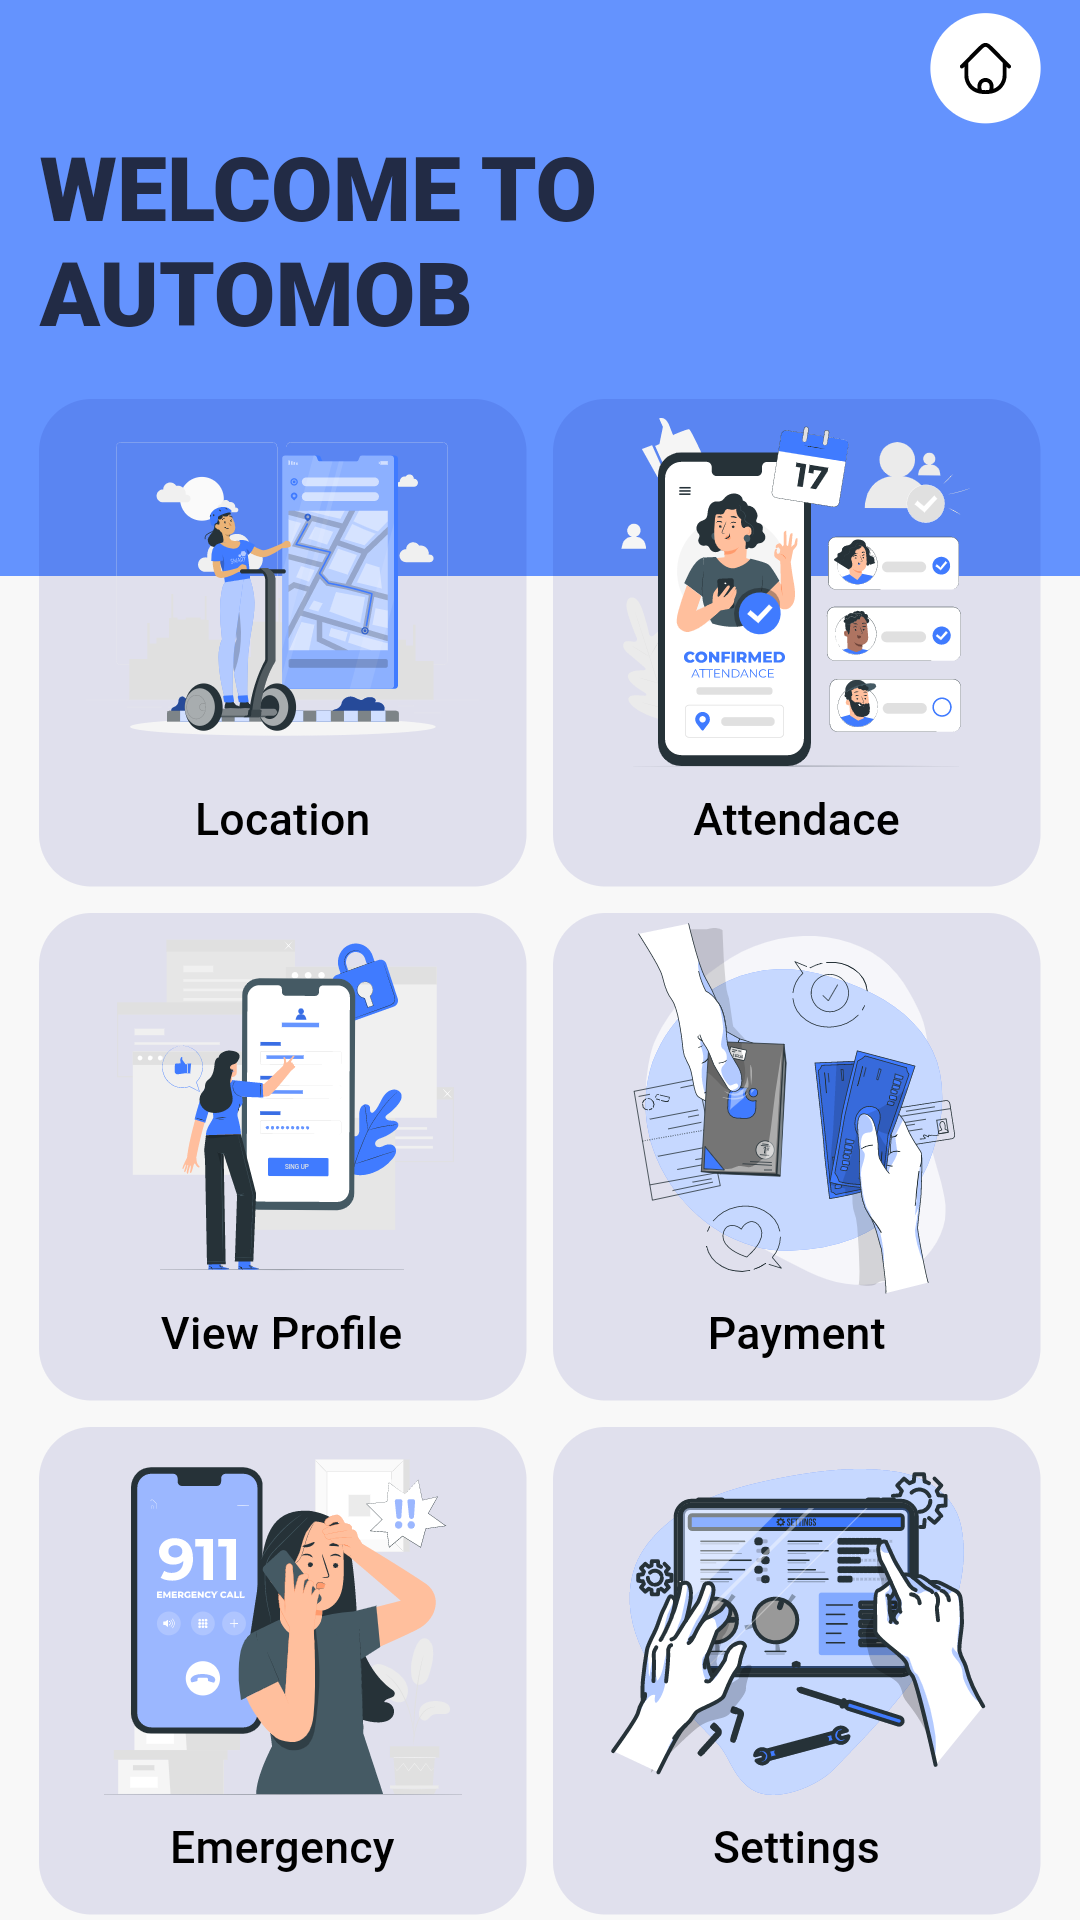 WELCOME TO
AUTOMOB
17
CONFIRMED
ATTENDANCE
Location
Attendace
SING UP
View Profile
Payment
911
EMERGENCY CALL
!!
SETTINGS
Emergency
Settings